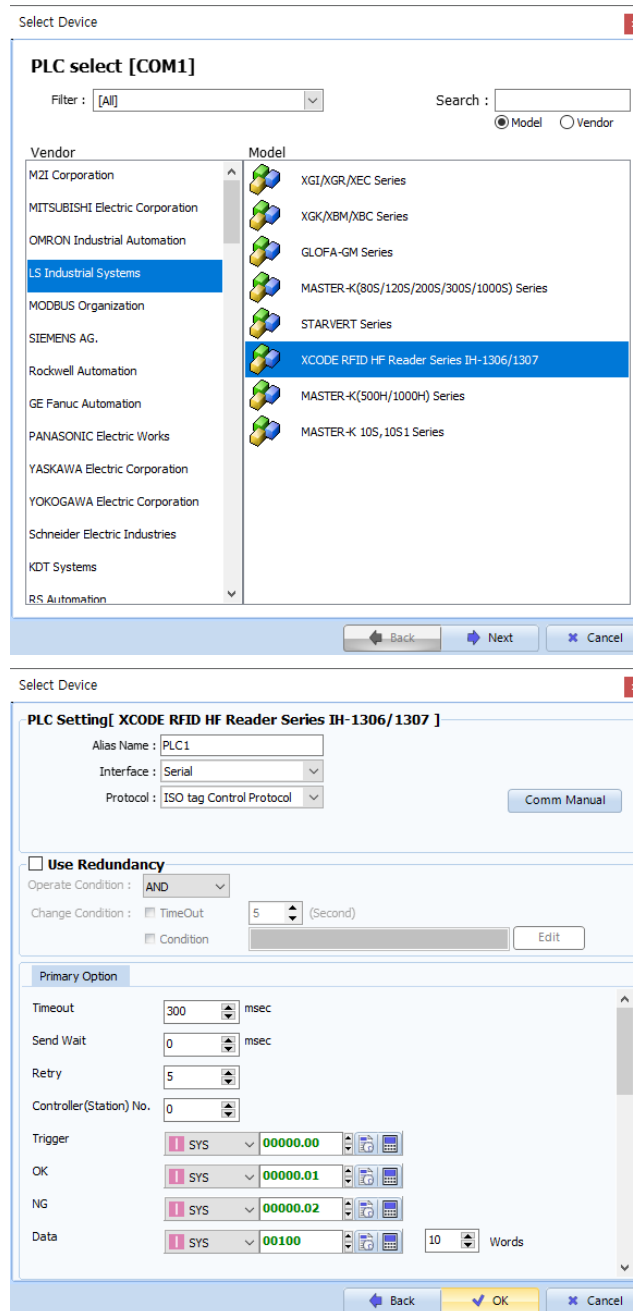 Select Device
PLC select [COM1]
Filter : [All]
Search :
Model Vendor
Vendor
M2I Corporation
MITSUBISHI Electric Corporation
OMRON Industrial Automation
LS Industrial Systems
MODBUS Organization
SIEMENS AG.
Rockwell Automation
GE Fanuc Automation
PANASONIC Electric Works
YASKAWA Electric Corporation
YOKOGAWA Electric Corporation
Schneider Electric Industries
KDT Systems
RS Automation
Model
XGI/XGR/XEC Series
XGK/XBM/XBC Series
GLOFA-GM Series
MASTER-K(80S/120S/200S/300S/1000S) Series
STARVERT Series
XCODE RFID HF Reader Series IH-1306/1307
MASTER-K(500H/1000H) Series
MASTER-K 10S,10S1 Series
Back Next Cancel
Select Device
PLC Setting[ XCODE RFID HF Reader Series IH-1306/1307 ]
Alias Name : PLC1
Interface : Serial
Protocol : ISO tag Control Protocol
Comm Manual
Use Redundancy
Operate Condition : AND
Change Condition : TimeOut 5 (Second)
Condition Edit
Primary Option
Timeout 300 msec
Send Wait 0 msec
Retry 5
Controller(Station) No. 0
Trigger SYS 00000.00
OK SYS 00000.01
NG SYS 00000.02
Data SYS 00100 10 Words
Back OK Cancel